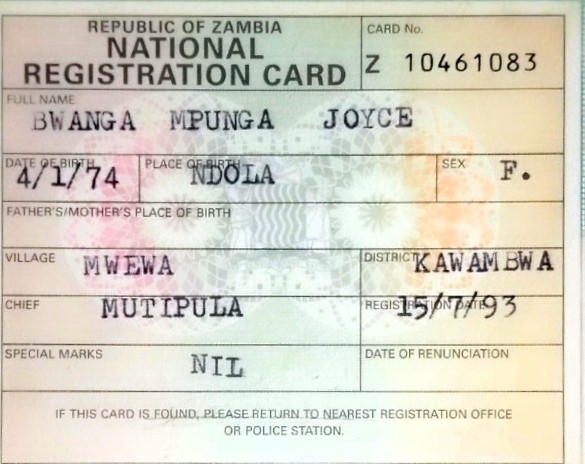 REPUBLIC OF ZAMBIA
NATIONAL
REGISTRATION CARD
CARD No.
Z 10461083
FULL NAME
BWANGA MPUNGA JOYCE
DATE OF BIRTH
4/1/74
PLACE OF BIRTH
NDOLA
SEX
F.
FATHER'S/MOTHER'S PLACE OF BIRTH
VILLAGE
MWEWA
DISTRICT
KAWAMBWA
CHIEF
MUTIPULA
REGISTRATION DATE
15/7/93
SPECIAL MARKS
NIL
DATE OF RENUNCIATION
IF THIS CARD IS FOUND, PLEASE RETURN TO NEAREST REGISTRATION OFFICE
OR POLICE STATION.